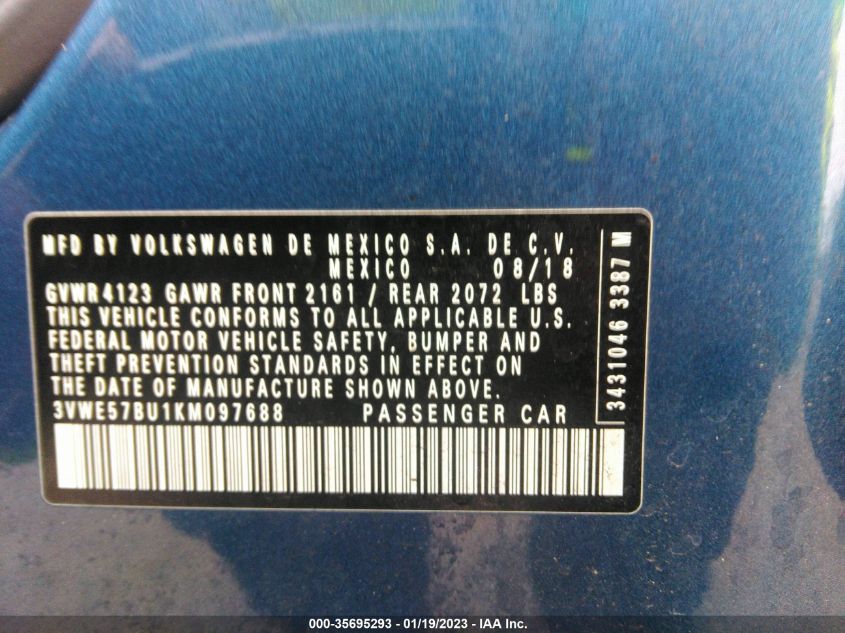 MFD BY VOLKSWAGEN DE MEXICO S.A. DE C.V.
MEXICO 08/18
GVWR 4123 GAWR FRONT 2161 / REAR 2072 LBS
THIS VEHICLE CONFORMS TO ALL APPLICABLE U.S.
FEDERAL MOTOR VEHICLE SAFETY, BUMPER AND
THEFT PREVENTION STANDARDS IN EFFECT ON
THE DATE OF MANUFACTURE SHOWN ABOVE.
3VWE57BU1KM097688 PASSENGER CAR
3431046 3387 M
000-35695293 - 01/19/2023 - IAA Inc.